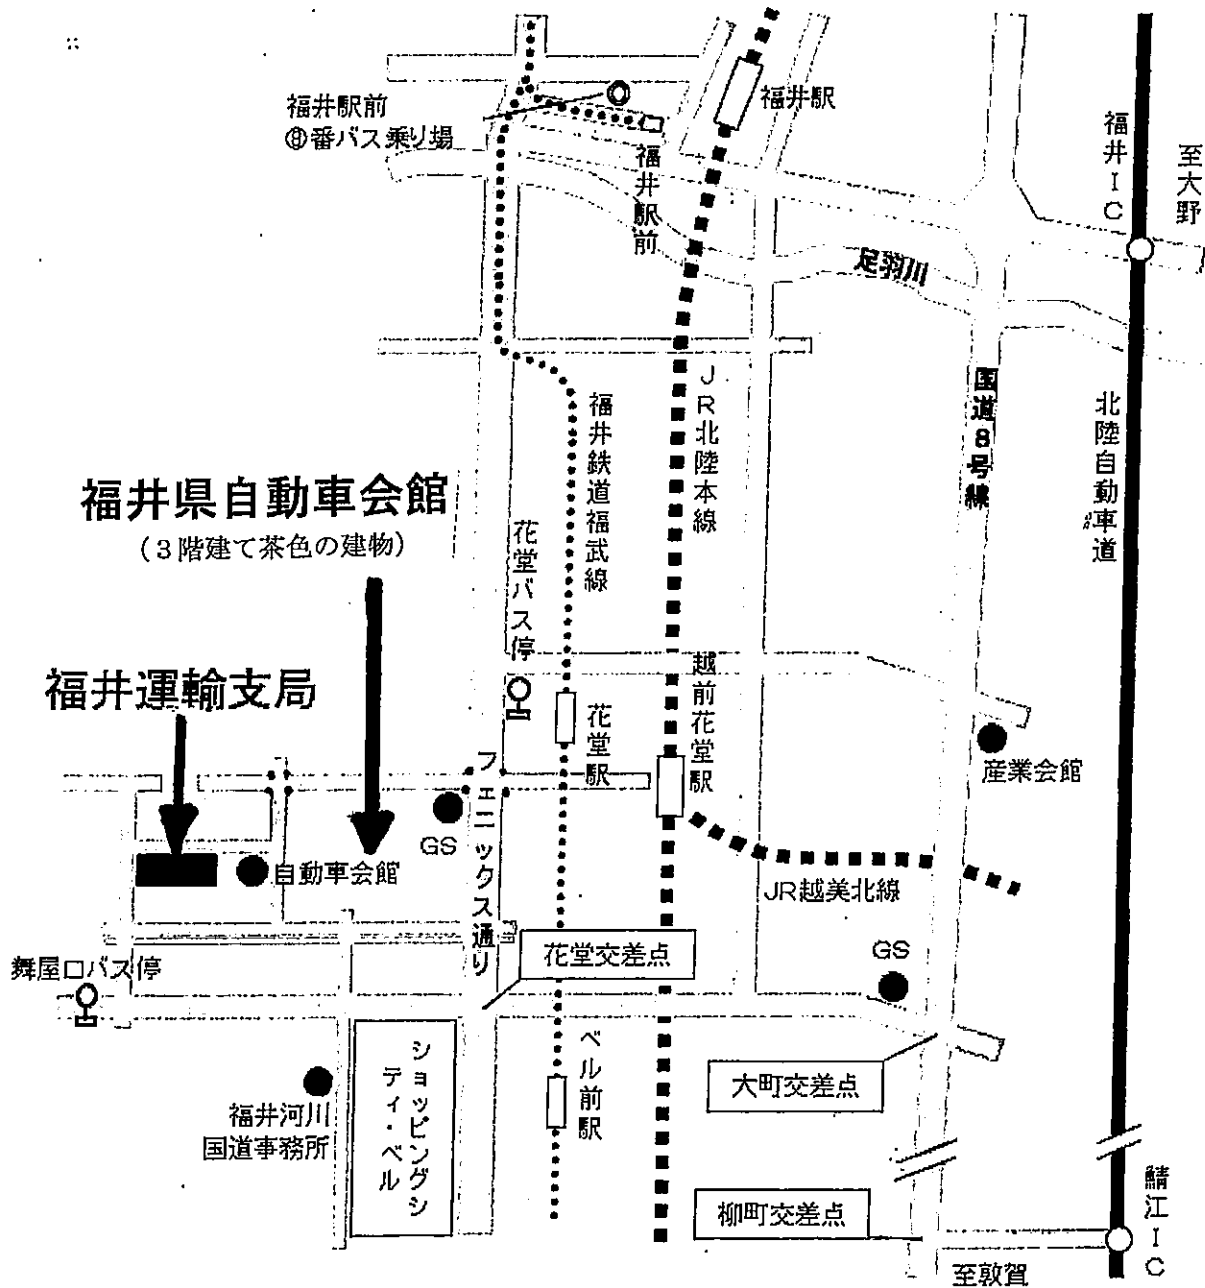 福井駅前
⑧番バス乗り場
福井駅
福井駅前
福井IC
至大野
足羽川
国道8号線
JR北陸本線
福井鉄道福武線
北陸自動車道
福井県自動車会館
(3階建て茶色の建物)
花堂バス停
福井運輸支局
花堂駅
越前花堂駅
産業会館
フェニックス通り
GS
自動車会館
JR越美北線
花堂交差点
GS
舞屋口バス停
ショッピングシ
ティ・ベル
ベル前駅
大町交差点
福井河川
国道事務所
柳町交差点
鯖江IC
至敦賀